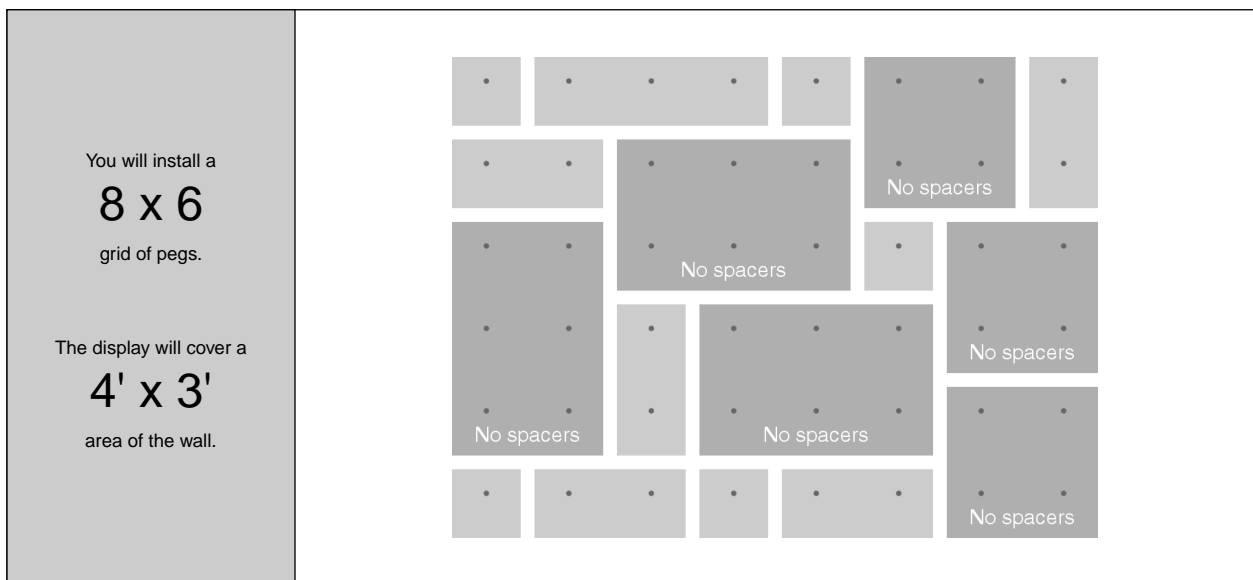 You will install a
8 x 6
grid of pegs.
The display will cover a
4' x 3'
area of the wall.
No spacers
No spacers
No spacers
No spacers
No spacers
No spacers